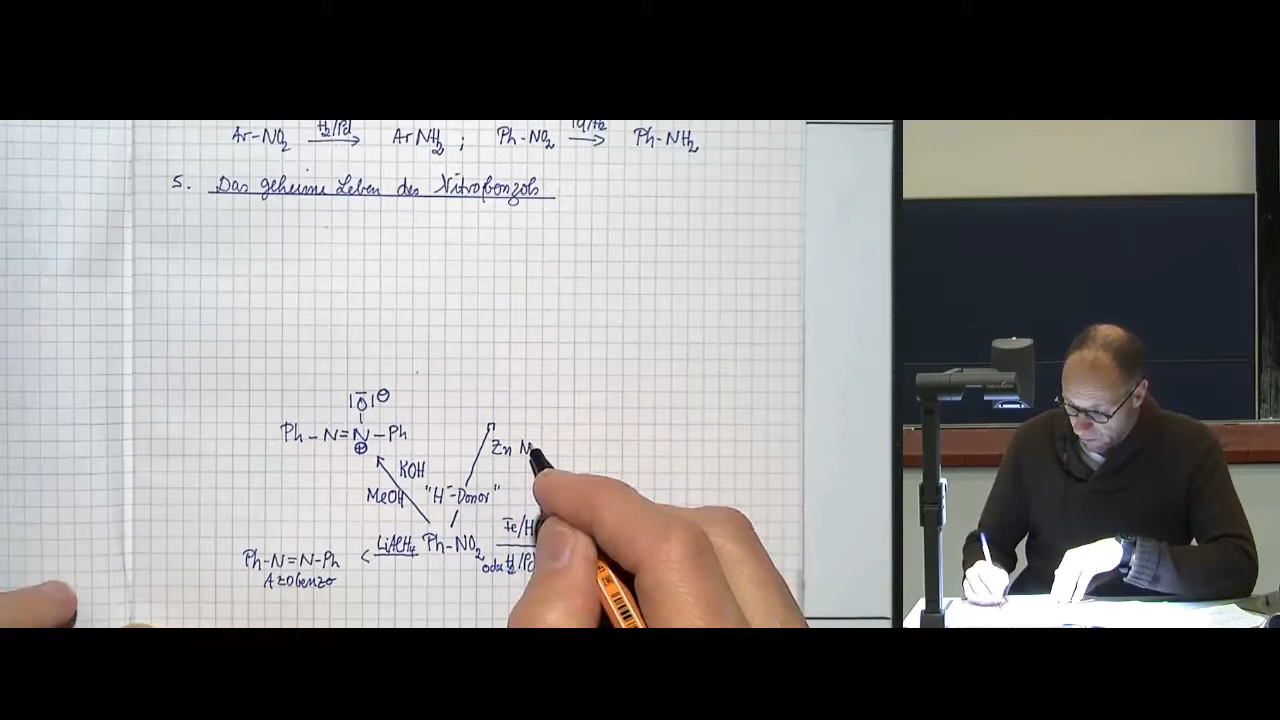 Ar-NO2 H2/Pd → ArNH2 ; Ph-NO2 Pd/H2 → Ph-NH2
5. Das geheime Leben des Nitrobenzols
|O|⊖
Ph-N=N-Ph
⊕
Zn N
KOH
MeOH "H⁻-Donor"
Fe/H
Ph-N=N-Ph < LiAlH4 Ph-NO2 oder H2/Pd
Azobenzo